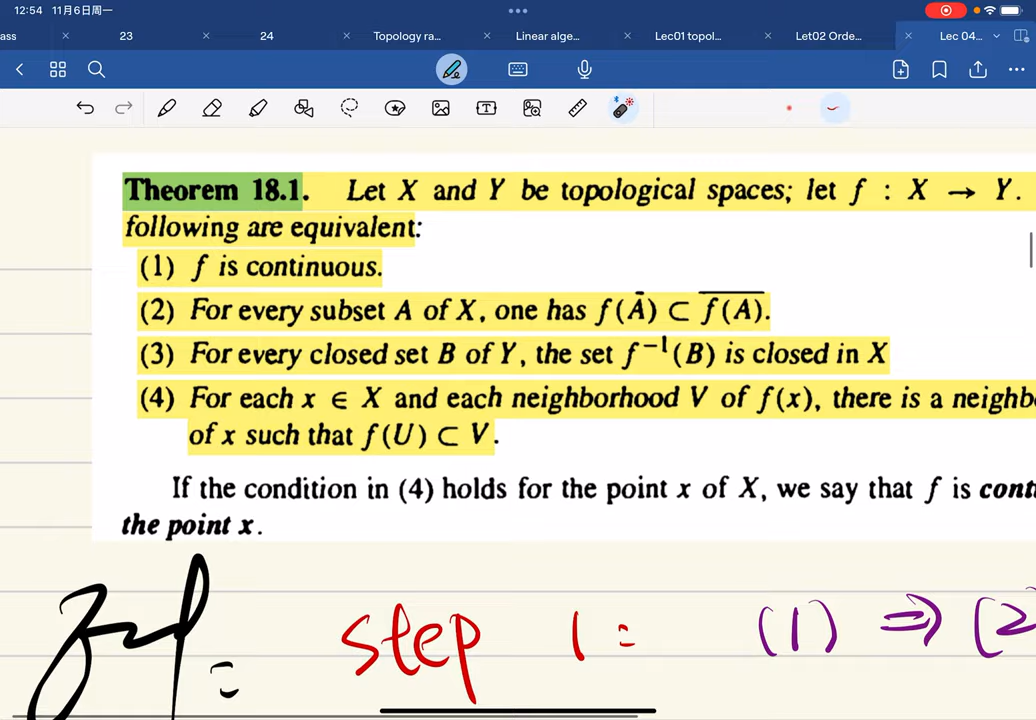 12:54 11月6日周一
ass 23 24 Topology ra... Linear alge... Lec01 topol... Let02 Orde... Lec 04...
Theorem 18.1. Let X and Y be topological spaces; let f : X → Y.
following are equivalent:
(1) f is continuous.
(2) For every subset A of X, one has f(Ā) ⊂ \overline{f(A)}.
(3) For every closed set B of Y, the set f⁻¹(B) is closed in X
(4) For each x ∈ X and each neighborhood V of f(x), there is a neighb
of x such that f(U) ⊂ V.
If the condition in (4) holds for the point x of X, we say that f is cont
the point x.
step 1: (1) ⇒ (2